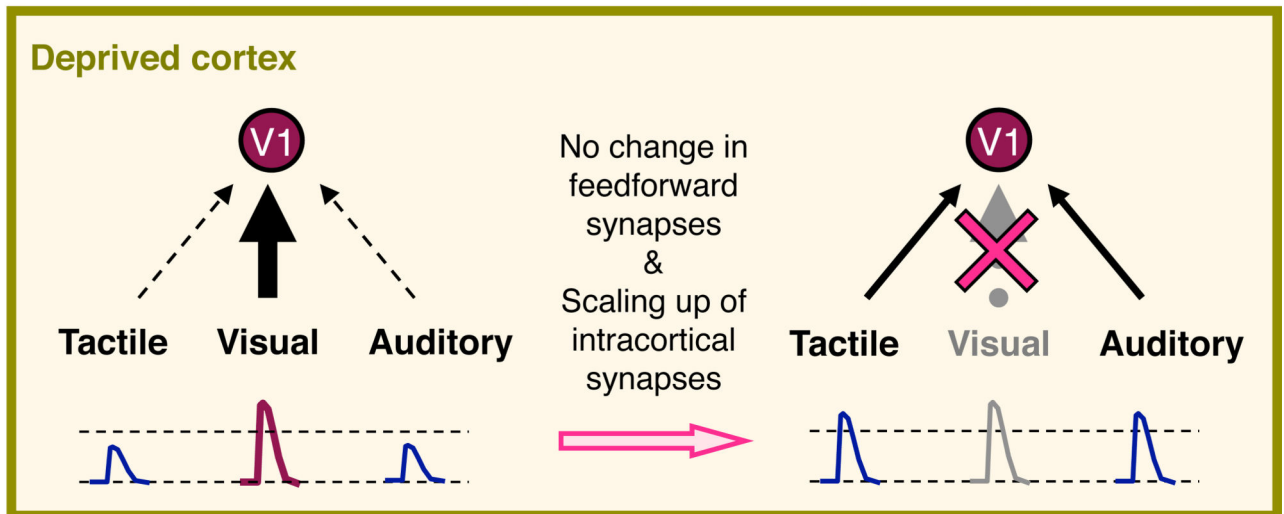 Deprived cortex
V1
No change in
feedforward
synapses
&
Scaling up of
intracortical
synapses
V1
Tactile Visual Auditory
Tactile Visual Auditory